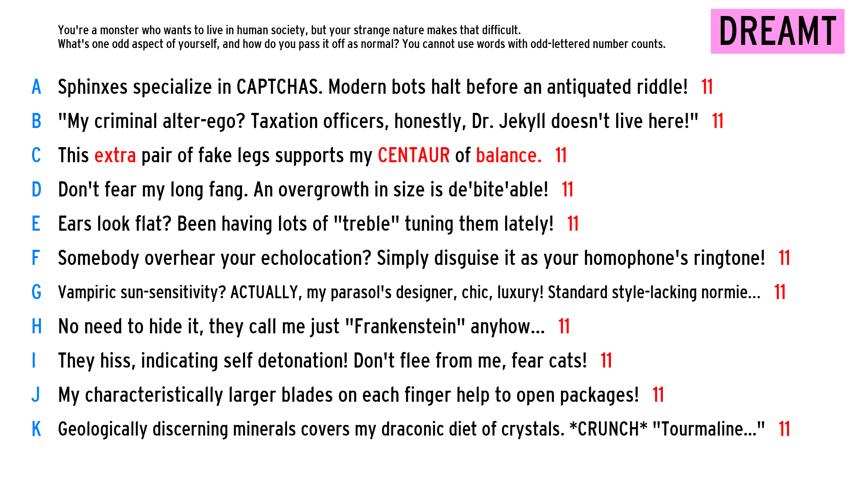 You're a monster who wants to live in human society, but your strange nature makes that difficult.
What's one odd aspect of yourself, and how do you pass it off as normal? You cannot use words with odd-lettered number counts.
DREAMT
A Sphinxes specialize in CAPTCHAS. Modern bots halt before an antiquated riddle! 11
B "My criminal alter-ego? Taxation officers, honestly, Dr. Jekyll doesn't live here!" 11
C This extra pair of fake legs supports my CENTAUR of balance. 11
D Don't fear my long fang. An overgrowth in size is de'bite'able! 11
E Ears look flat? Been having lots of "treble" tuning them lately! 11
F Somebody overhear your echolocation? Simply disguise it as your homophone's ringtone! 11
G Vampiric sun-sensitivity? ACTUALLY, my parasol's designer, chic, luxury! Standard style-lacking normie... 11
H No need to hide it, they call me just "Frankenstein" anyhow... 11
I They hiss, indicating self detonation! Don't flee from me, fear cats! 11
J My characteristically larger blades on each finger help to open packages! 11
K Geologically discerning minerals covers my draconic diet of crystals. *CRUNCH* "Tourmaline..." 11